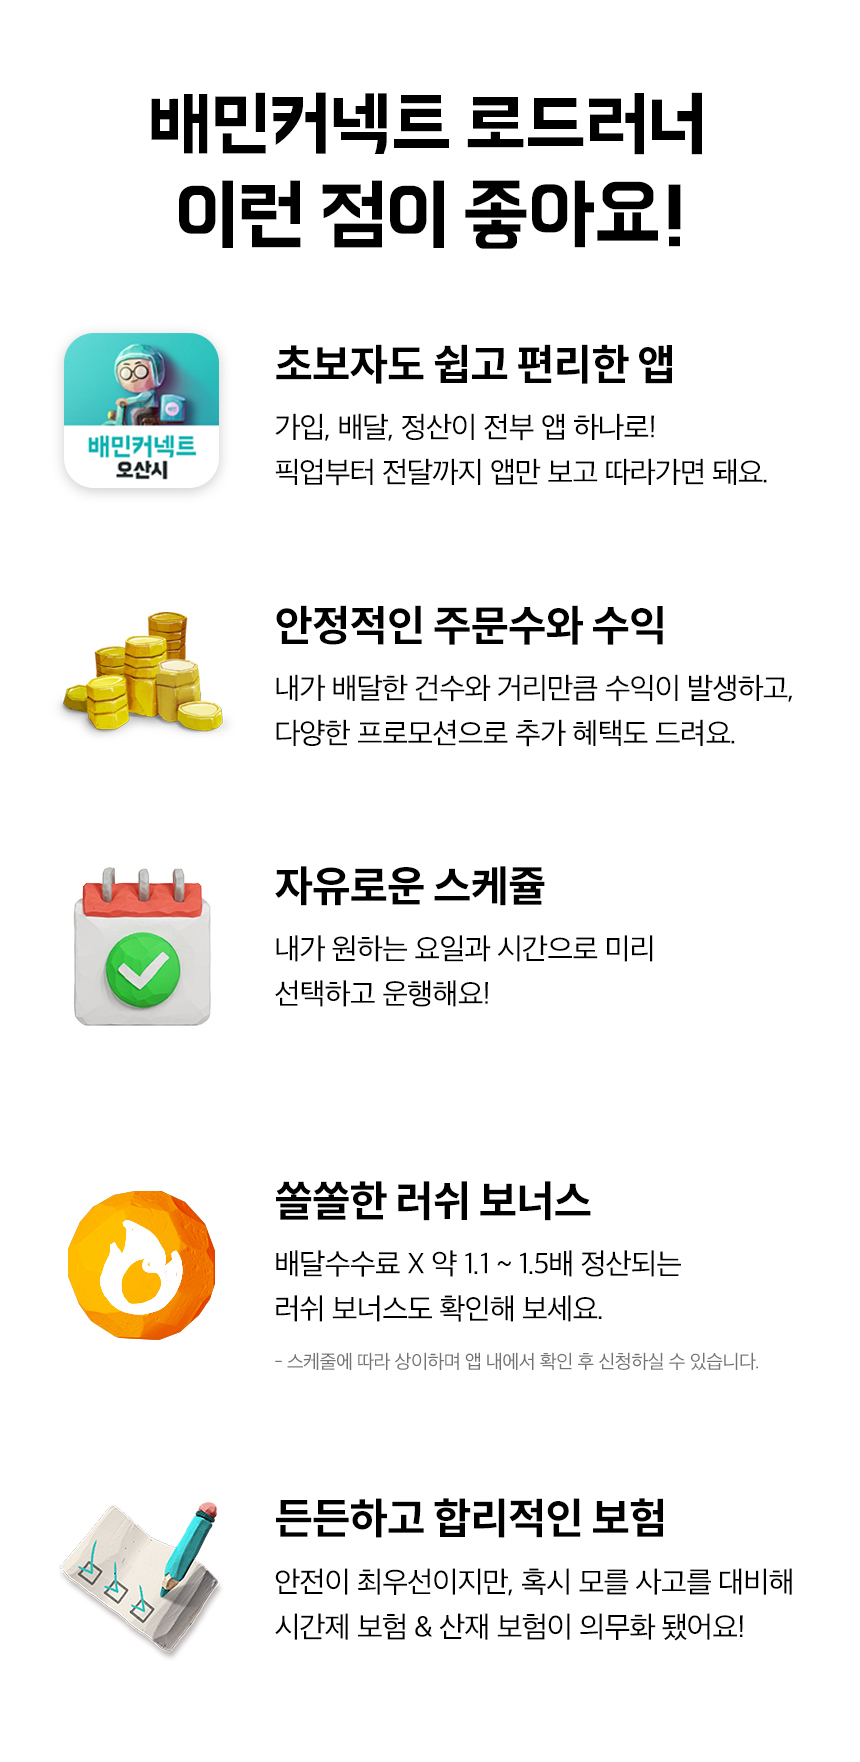 배민커넥트 로드러너
이런 점이 좋아요!
배민커넥트
오산시
초보자도 쉽고 편리한 앱
가입, 배달, 정산이 전부 앱 하나로!
픽업부터 전달까지 앱만 보고 따라가면 돼요.
안정적인 주문수와 수익
내가 배달한 건수와 거리만큼 수익이 발생하고,
다양한 프로모션으로 추가 혜택도 드려요.
자유로운 스케쥴
내가 원하는 요일과 시간으로 미리
선택하고 운행해요!
쏠쏠한 러쉬 보너스
배달수수료 X 약 1.1 ~ 1.5배 정산되는
러쉬 보너스도 확인해 보세요.
- 스케줄에 따라 상이하며 앱 내에서 확인 후 신청하실 수 있습니다.
든든하고 합리적인 보험
안전이 최우선이지만, 혹시 모를 사고를 대비해
시간제 보험 & 산재 보험이 의무화 됐어요!